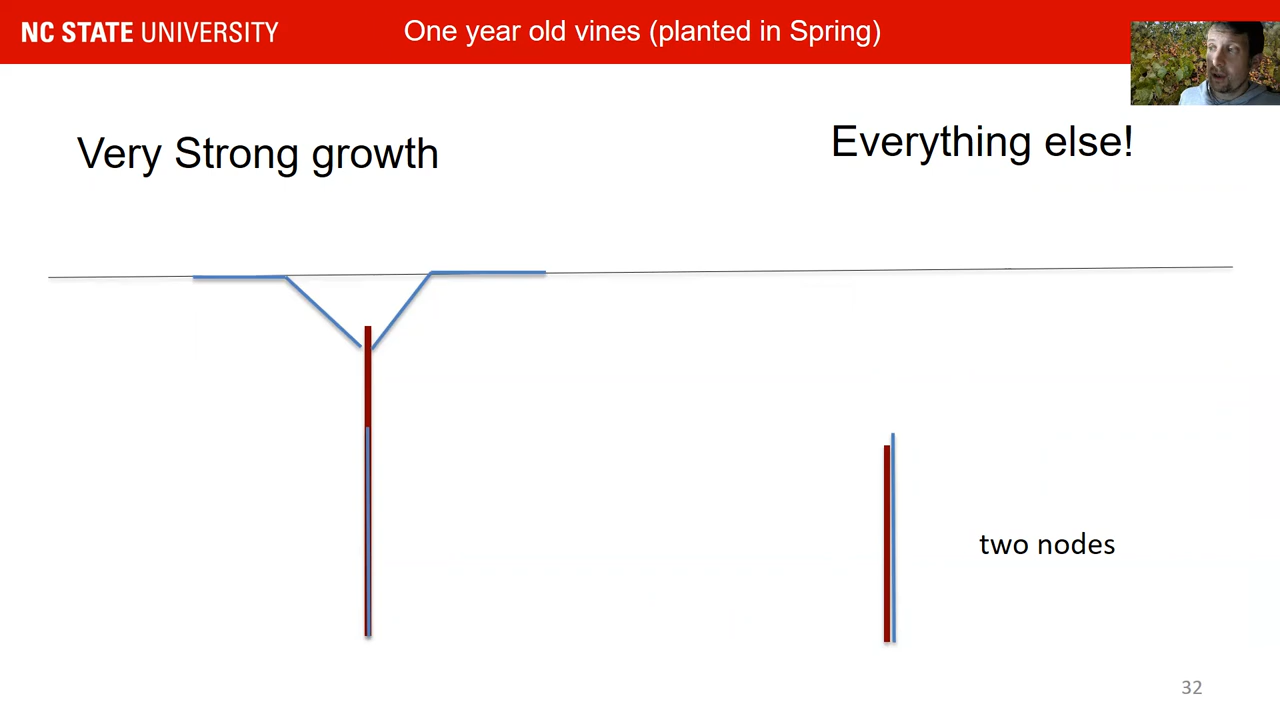 NC STATE UNIVERSITY
One year old vines (planted in Spring)
Very Strong growth
Everything else!
two nodes
32